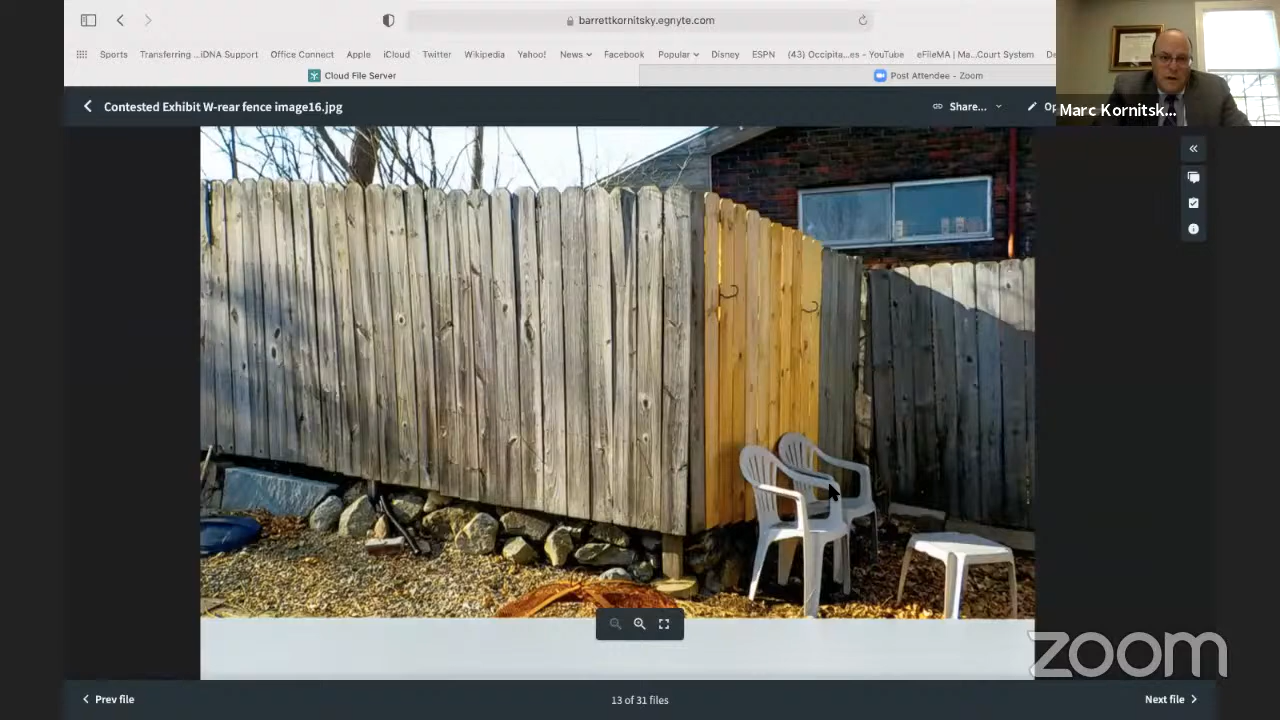 barrettkornitsky.egnyte.com
Sports Transferring ...iDNA Support Office Connect Apple iCloud Twitter Wikipedia Yahoo! News Facebook Popular Disney ESPN (43) Occipita...es – YouTube eFileMA | Ma...Court System De
Cloud File Server
Post Attendee - Zoom
Contested Exhibit W-rear fence image16.jpg
Share...
Op
Marc Kornitsk...
zoom
Prev file
13 of 31 files
Next file